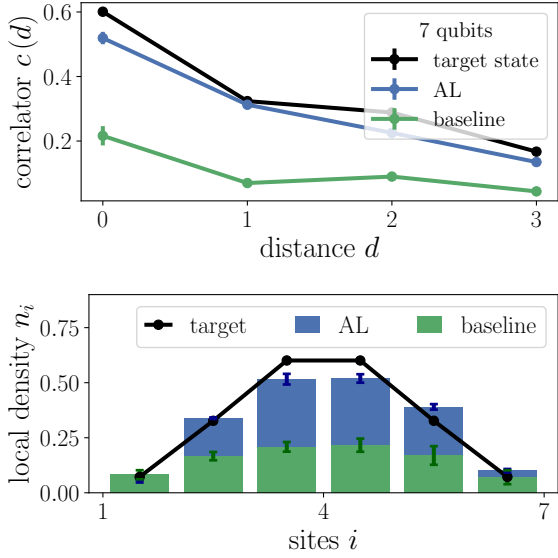 0.6
0.4
0.2
correlator c (d)
7 qubits
target state
AL
baseline
0 1 2 3
distance d
0.75
0.50
0.25
0.00
local density n_i
target AL baseline
1 4 7
sites i